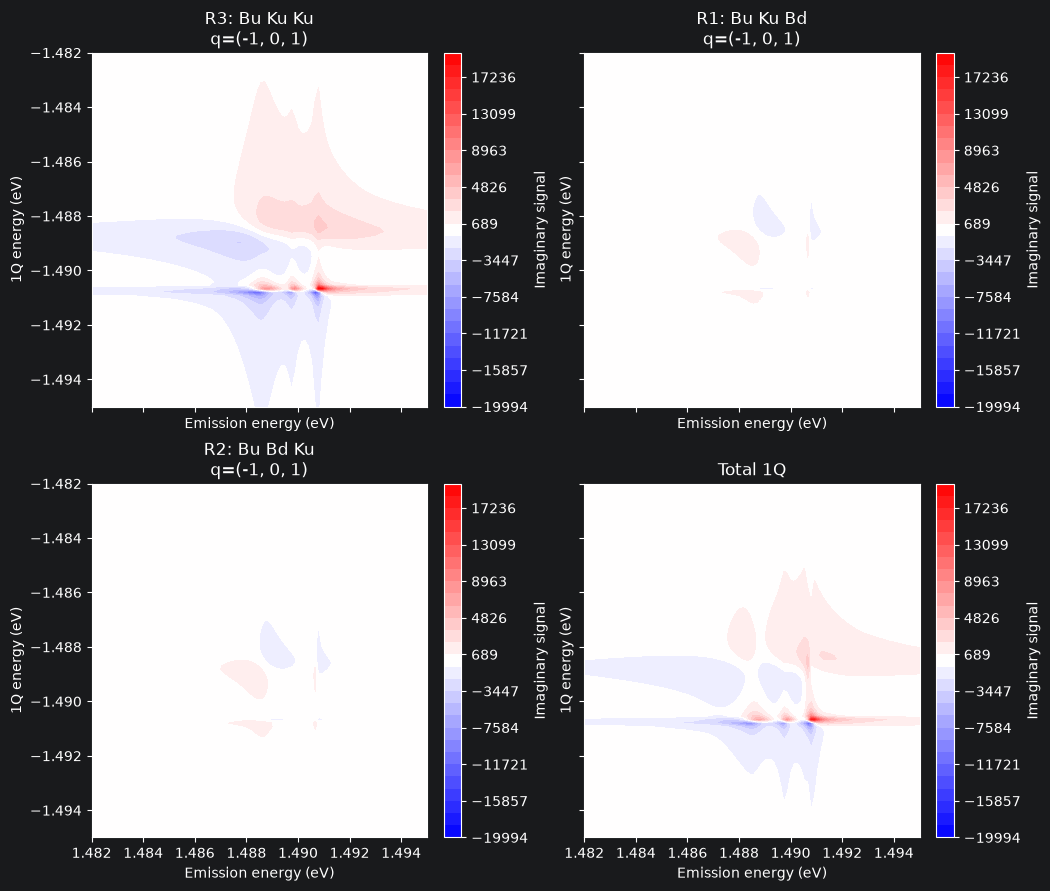 R3: Bu Ku Ku
q=(-1, 0, 1)
−1.482
−1.484
−1.486
−1.488
−1.490
−1.492
−1.494
1Q energy (eV)
Emission energy (eV)
17236
13099
8963
4826
689
−3447
−7584
−11721
−15857
−19994
Imaginary signal
R1: Bu Ku Bd
q=(-1, 0, 1)
1Q energy (eV)
Emission energy (eV)
17236
13099
8963
4826
689
−3447
−7584
−11721
−15857
−19994
Imaginary signal
R2: Bu Bd Ku
q=(-1, 0, 1)
−1.482
−1.484
−1.486
−1.488
−1.490
−1.492
−1.494
1Q energy (eV)
1.482 1.484 1.486 1.488 1.490 1.492 1.494
Emission energy (eV)
17236
13099
8963
4826
689
−3447
−7584
−11721
−15857
−19994
Imaginary signal
Total 1Q
1Q energy (eV)
1.482 1.484 1.486 1.488 1.490 1.492 1.494
Emission energy (eV)
17236
13099
8963
4826
689
−3447
−7584
−11721
−15857
−19994
Imaginary signal